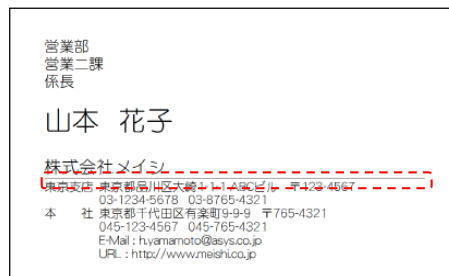 営業部
営業二課
係長
山本 花子
株式会社メイシ
東京支店 東京都品川区大崎1-1-1 ABCビル 〒123-4567
03-1234-5678 03-8765-4321
本 社 東京都千代田区有楽町9-9-9 〒765-4321
045-123-4567 045-765-4321
E-Mail : h.yamamoto@asys.co.jp
URL : http://www.meishi.co.jp